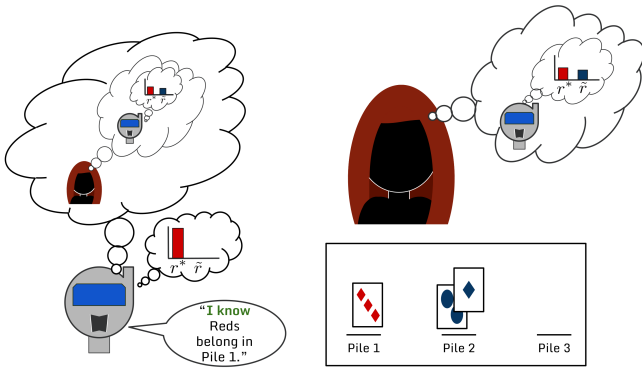 r* r̃
r* r̃
r* r̃
"I know
Reds
belong in
Pile 1."
Pile 1 Pile 2 Pile 3